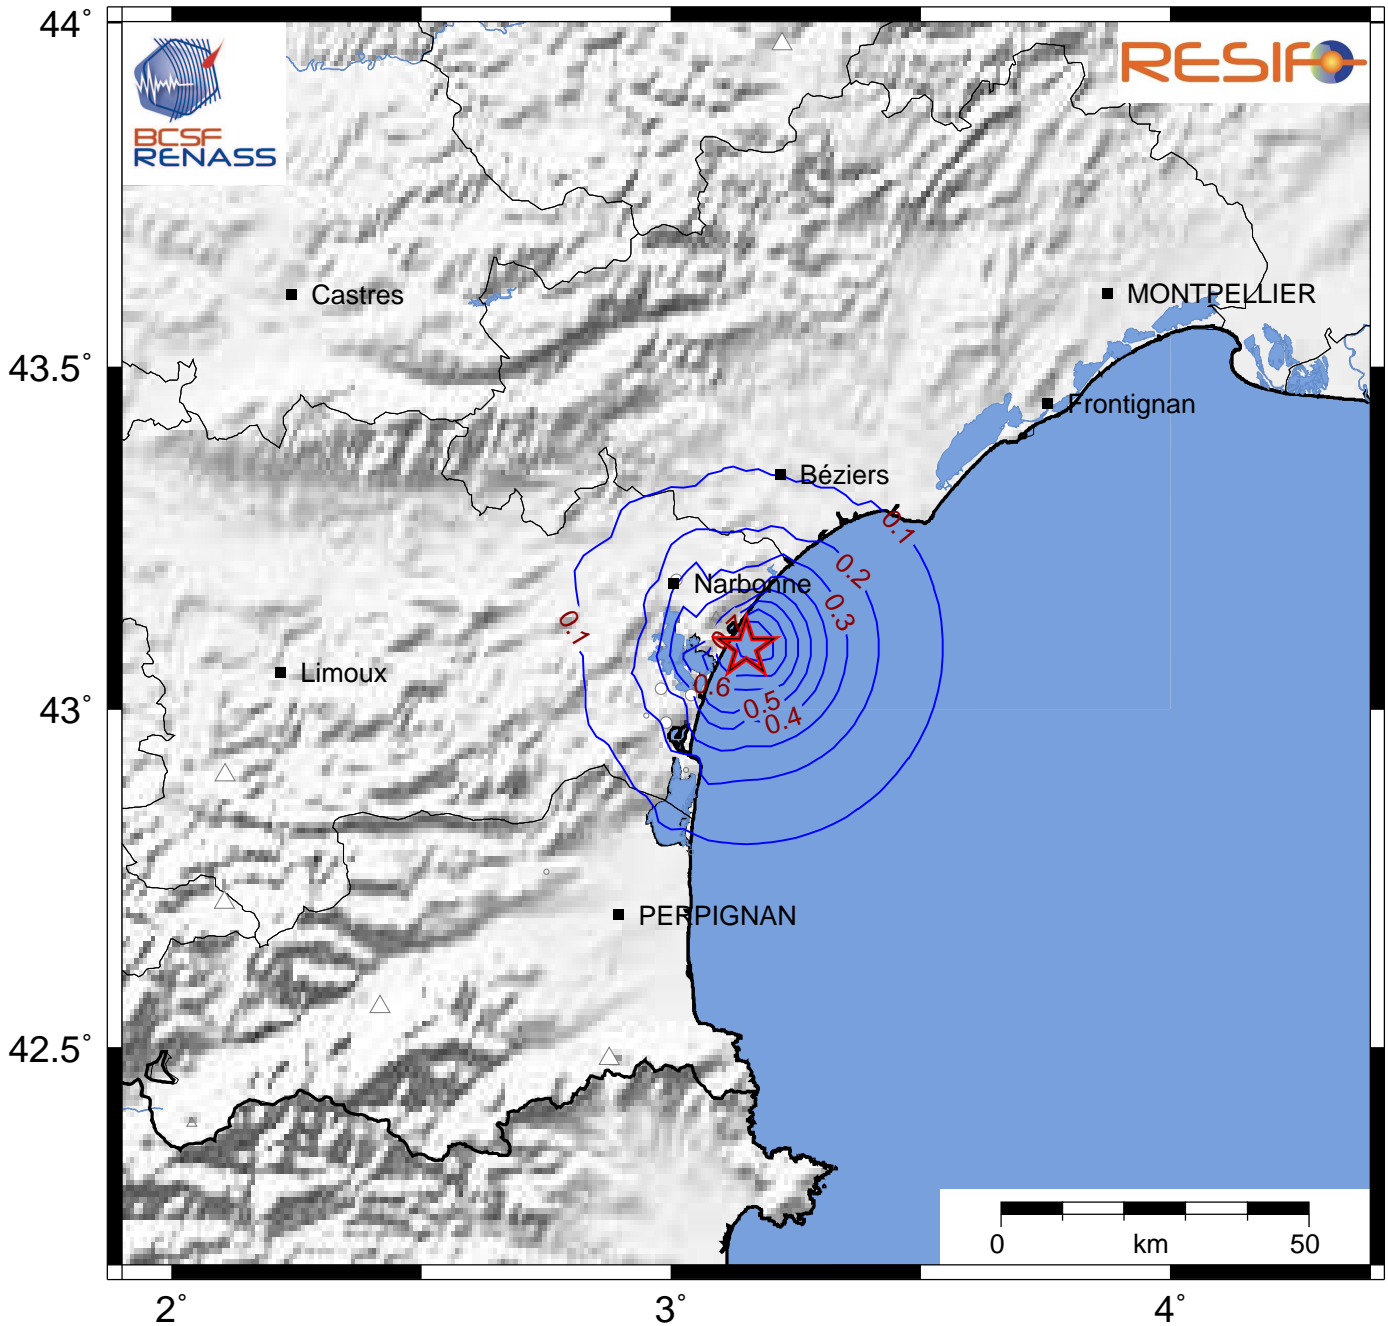 44°
BCSF
RENASS
RESIF
Castres
MONTPELLIER
43.5°
Frontignan
Béziers
0.1
0.2
Narbonne
0.3
0.1
Limoux
0.6
0.5
0.4
43°
PERPIGNAN
42.5°
0 km 50
2° 3° 4°